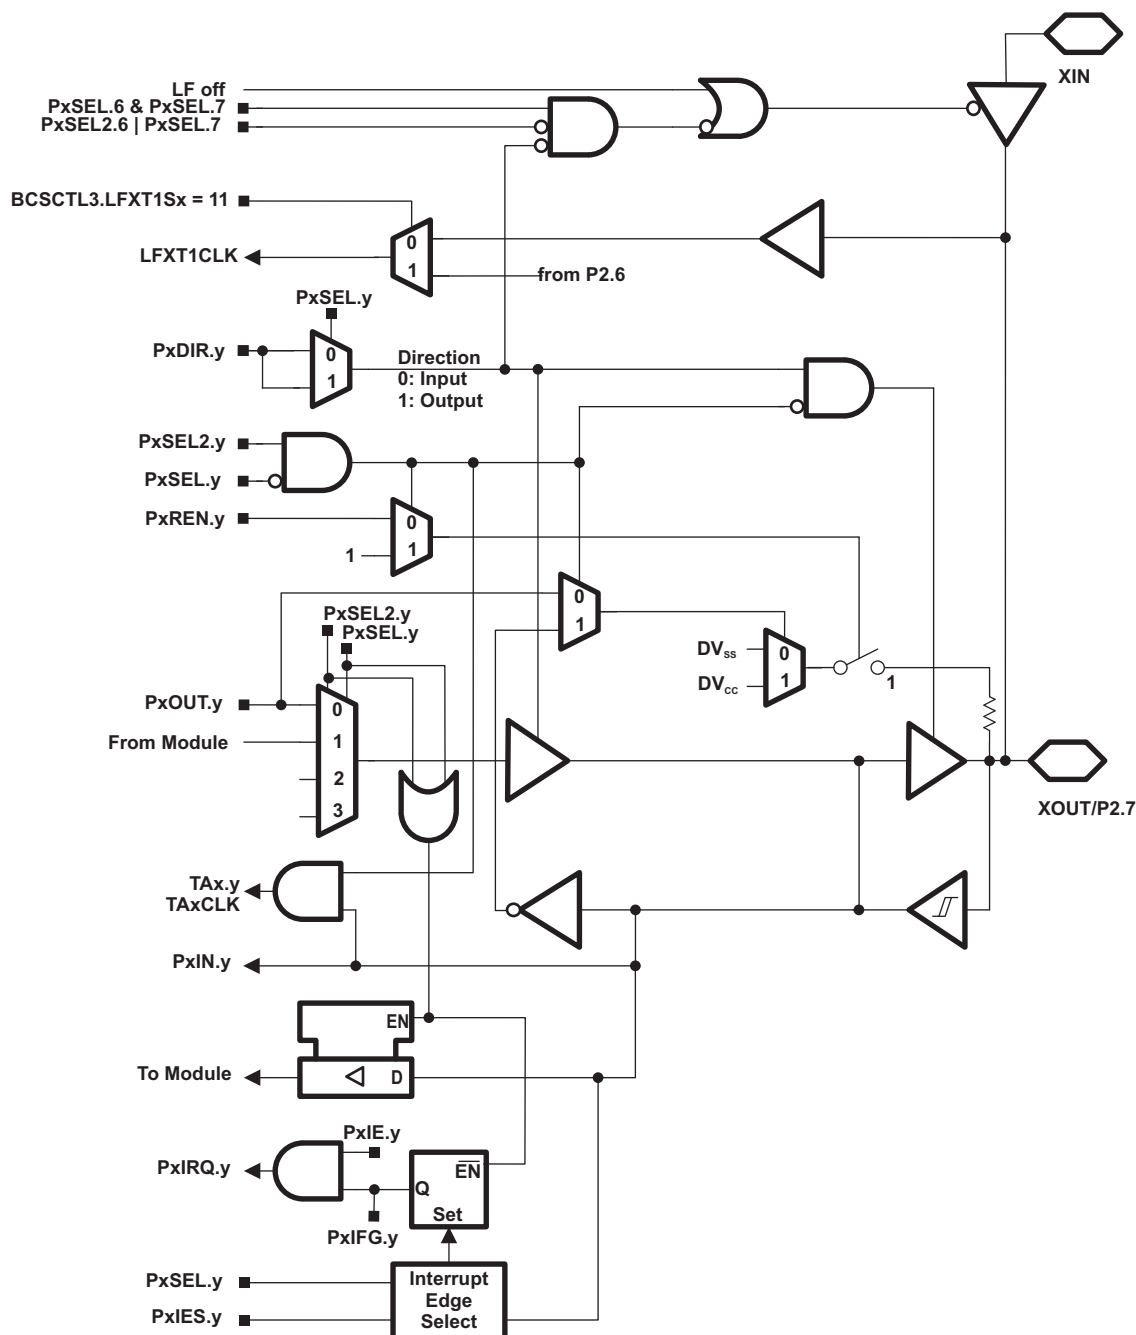 XIN
LF off
PxSEL.6 & PxSEL.7
PxSEL2.6 | PxSEL.7
BCSCTL3.LFXT1Sx = 11
0
LFXT1CLK
1
from P2.6
PxSEL.y
PxDIR.y
0
1
Direction
0: Input
1: Output
PxSEL2.y
PxSEL.y
PxREN.y
0
1
1
0
1
PxSEL2.y
PxSEL.y
DVSS
0
DVCC
1
1
PxOUT.y
0
From Module
1
2
3
XOUT/P2.7
TAx.y
TAxCLK
PxIN.y
EN
To Module
D
PxIE.y
PxIRQ.y
EN
Q
Set
PxIFG.y
PxSEL.y
PxIES.y
Interrupt
Edge
Select